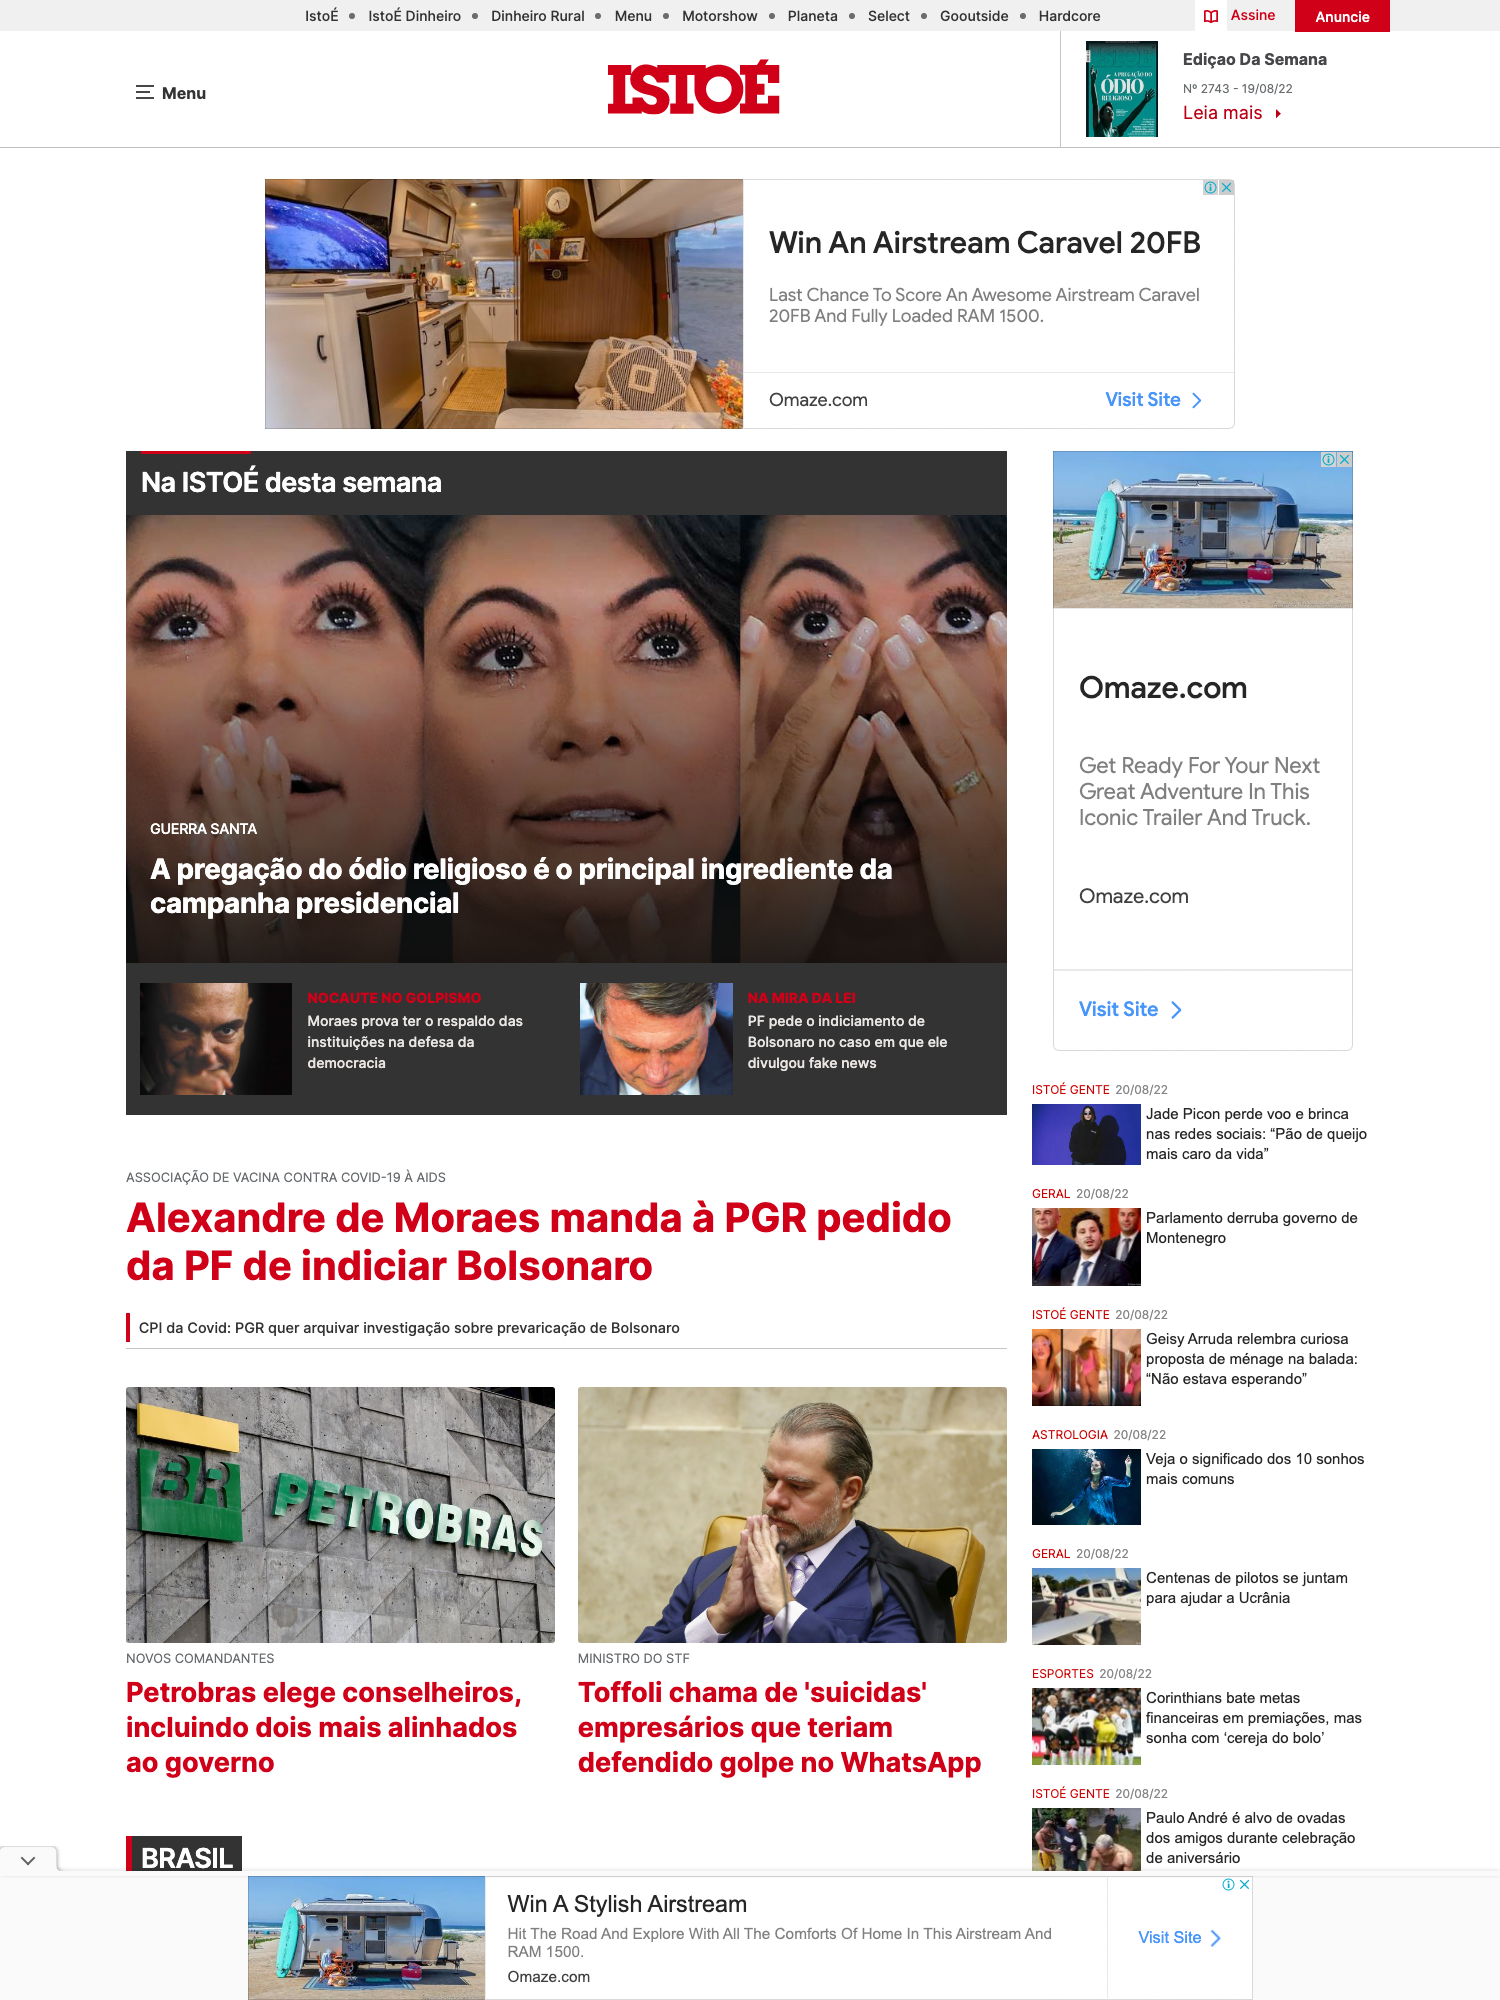 IstoÉ • IstoÉ Dinheiro • Dinheiro Rural • Menu • Motorshow • Planeta • Select • Gooutside • Hardcore
Assine
Anuncie
Menu
ISTOÉ
A PREGAÇÃO DO
ÓDIO
RELIGIOSO
Ediçao Da Semana
Nº 2743 - 19/08/22
Leia mais
Win An Airstream Caravel 20FB
Last Chance To Score An Awesome Airstream Caravel
20FB And Fully Loaded RAM 1500.
Omaze.com
Visit Site
Na ISTOÉ desta semana
GUERRA SANTA
A pregação do ódio religioso é o principal ingrediente da
campanha presidencial
NOCAUTE NO GOLPISMO
Moraes prova ter o respaldo das
instituições na defesa da
democracia
NA MIRA DA LEI
PF pede o indiciamento de
Bolsonaro no caso em que ele
divulgou fake news
Omaze.com
Get Ready For Your Next
Great Adventure In This
Iconic Trailer And Truck.
Omaze.com
Visit Site
ASSOCIAÇÃO DE VACINA CONTRA COVID-19 À AIDS
Alexandre de Moraes manda à PGR pedido
da PF de indiciar Bolsonaro
CPI da Covid: PGR quer arquivar investigação sobre prevaricação de Bolsonaro
BR PETROBRAS
NOVOS COMANDANTES
Petrobras elege conselheiros,
incluindo dois mais alinhados
ao governo
MINISTRO DO STF
Toffoli chama de 'suicidas'
empresários que teriam
defendido golpe no WhatsApp
BRASIL
ISTOÉ GENTE 20/08/22
Jade Picon perde voo e brinca
nas redes sociais: “Pão de queijo
mais caro da vida”
GERAL 20/08/22
Parlamento derruba governo de
Montenegro
ISTOÉ GENTE 20/08/22
Geisy Arruda relembra curiosa
proposta de ménage na balada:
“Não estava esperando”
ASTROLOGIA 20/08/22
Veja o significado dos 10 sonhos
mais comuns
GERAL 20/08/22
Centenas de pilotos se juntam
para ajudar a Ucrânia
ESPORTES 20/08/22
Corinthians bate metas
financeiras em premiações, mas
sonha com ‘cereja do bolo’
ISTOÉ GENTE 20/08/22
Paulo André é alvo de ovadas
dos amigos durante celebração
de aniversário
Win A Stylish Airstream
Hit The Road And Explore With All The Comforts Of Home In This Airstream And
RAM 1500.
Omaze.com
Visit Site